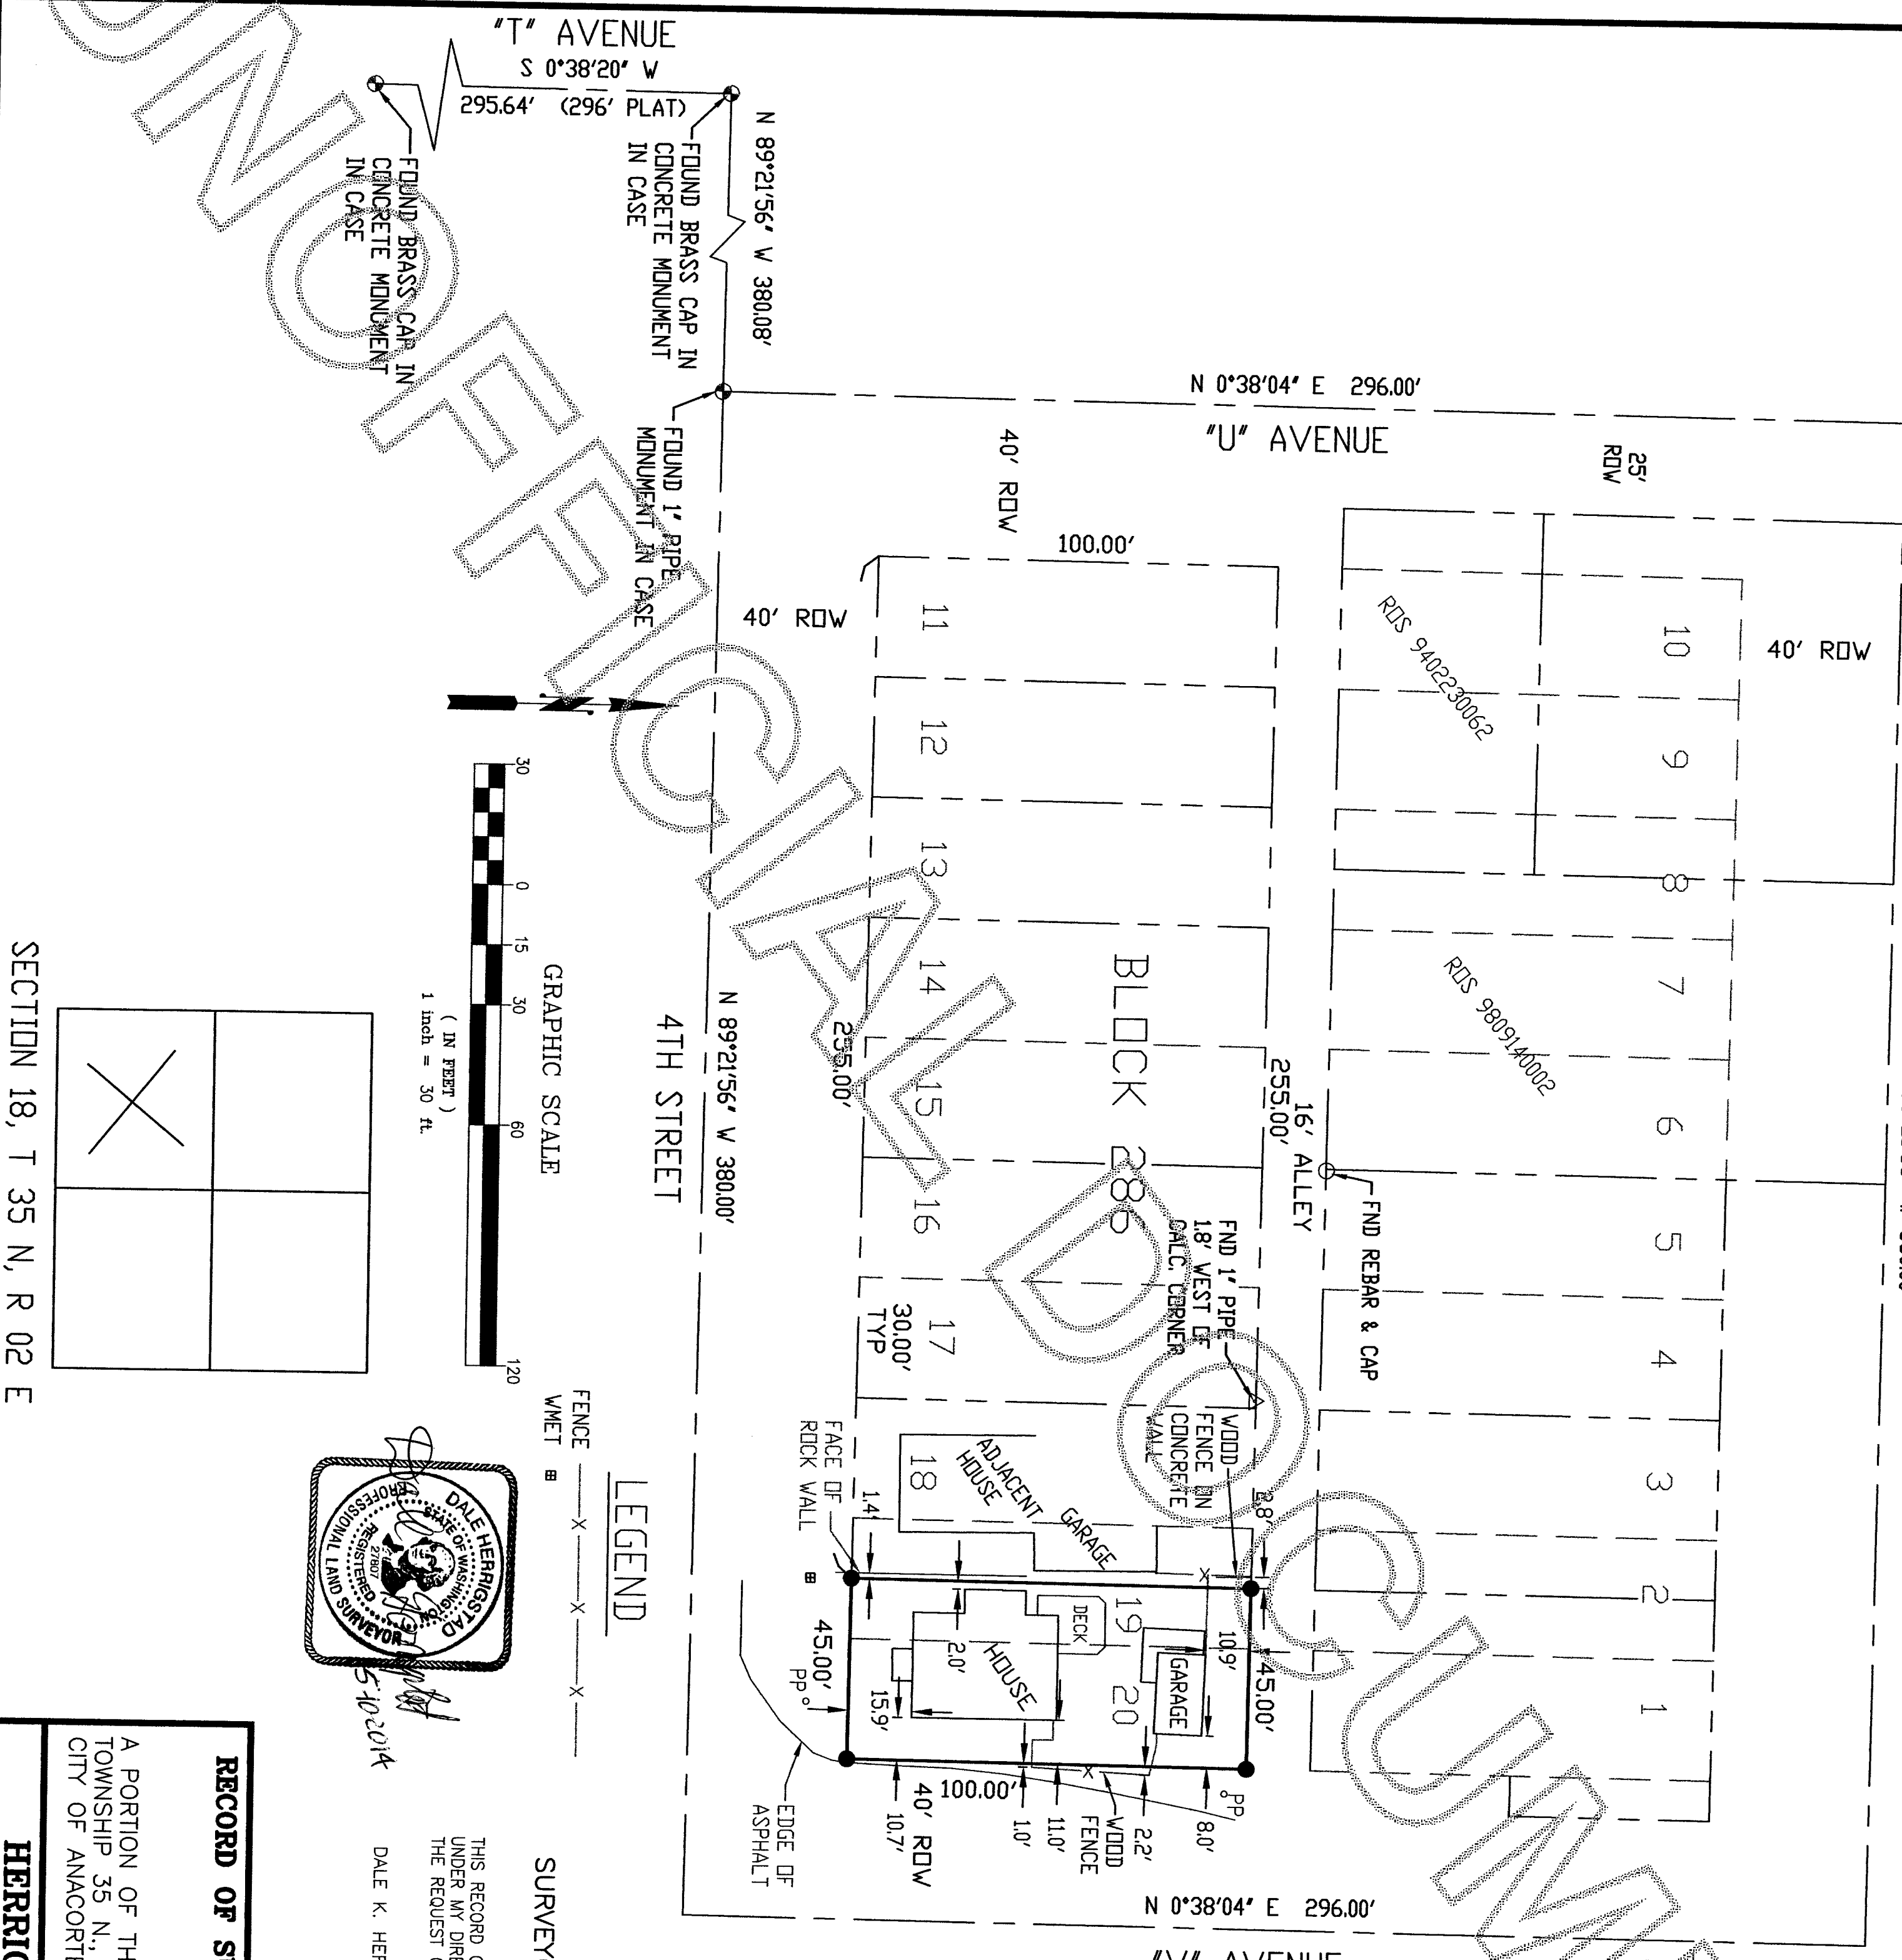 "T" AVENUE
S 0°38'20" W
295.64' (296' PLAT)
N 89°21'56" W 380.08'
FOUND BRASS CAP IN
CONCRETE MONUMENT
IN CASE
FOUND BRASS CAP IN
CONCRETE MONUMENT
IN CASE
FOUND 1" PIPE
MONUMENT IN CASE
N 0°38'04" E 296.00'
"U" AVENUE
40' ROW
25'
ROW
100.00'
40' ROW
40' ROW
ROS 9402230062
ROS 9809140002
10
9
8
7
6
5
4
3
2
1
11
12
13
14
15
16
17
18
19
20
BLOCK 286
255.00'
255.00'
16' ALLEY
FND REBAR & CAP
FND 1" PIPE
1.8' WEST OF
CALC. CORNER
30.00'
TYP
N 89°21'56" W 380.00'
4TH STREET
WOOD
FENCE ON
CONCRETE
WALL
FACE OF
ROCK WALL
ADJACENT
HOUSE
GARAGE
1.4'
X
DECK
HOUSE
GARAGE
2.0'
10.9'
15.9'
45.00'
45.00'
PP
PP
100.00'
X
40' ROW
10.7'
1.0'
11.0'
WOOD
FENCE
2.2'
8.0'
EDGE OF
ASPHALT
N 0°38'04" E 296.00'
"V" AVENUE
GRAPHIC SCALE
30 0 15 30 60 120
( IN FEET )
1 inch = 30 ft.
SECTION 18, T 35 N, R 02 E
LEGEND
FENCE X X X
WMET
DALE HERRIGSTAD
STATE OF WASHINGTON
27807
REGISTERED
PROFESSIONAL LAND SURVEYOR
5-10-2014
SURVEY
THIS RECORD O
UNDER MY DIRE
THE REQUEST
DALE K. HER
RECORD OF S
A PORTION OF TH
TOWNSHIP 35 N.,
CITY OF ANACORTE
HERRIG
UNOFFICIAL DOCUM